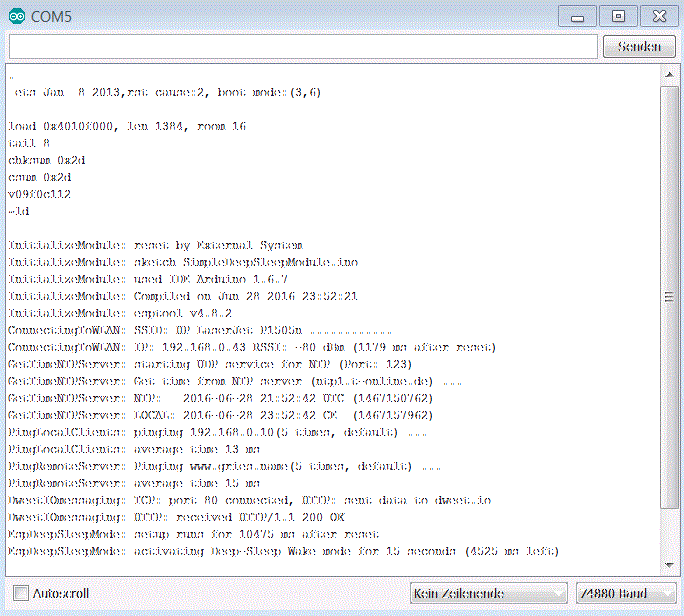 COM5
Senden
ets Jan  8 2013,rst cause:2, boot mode:(3,6)
load 0x4010f000, len 1384, room 16
tail 8
chksum 0x2d
csum 0x2d
v09f0c112
~ld
InitializeModule: reset by External System
InitializeModule: sketch SimpleDeepSleepModule.ino
InitializeModule: used IDE Arduino 1.6.7
InitializeModule: Compiled on Jun 28 2016 23:52:21
InitializeModule: esptool v4.8.2
ConnectingToWLAN: SSID: HP LaserJet P1505n ...............
ConnectingToWLAN: IP: 192.168.0.43 RSSI: -80 dBm (1179 ms after reset)
GetTimeNTPServer: starting UDP service for NTP (Port: 123)
GetTimeNTPServer: Get time from NTP server (ntp1.t-online.de) ....
GetTimeNTPServer: NTP:   2016-06-28 21:52:42 UTC (1467150762)
GetTimeNTPServer: LOCAL: 2016-06-28 23:52:42 CE  (1467157962)
PingLocalClients: pinging 192.168.0.10(5 times, default) ....
PingLocalClients: average time 13 ms
PingRemoteServer: Pinging www.gries.name(5 times, default) ....
PingRemoteServer: average time 15 ms
DweetIOmessaging: TCP: port 80 connected, HTTP: sent data to dweet.io
DweetIOmessaging: HTTP: received HTTP/1.1 200 OK
EspDeepSleepMode: setup runs for 10475 ms after reset
EspDeepSleepMode: activating Deep-Sleep Wake mode for 15 seconds (4525 ms left)
Autoscroll
Kein Zeilenende
74880 Baud